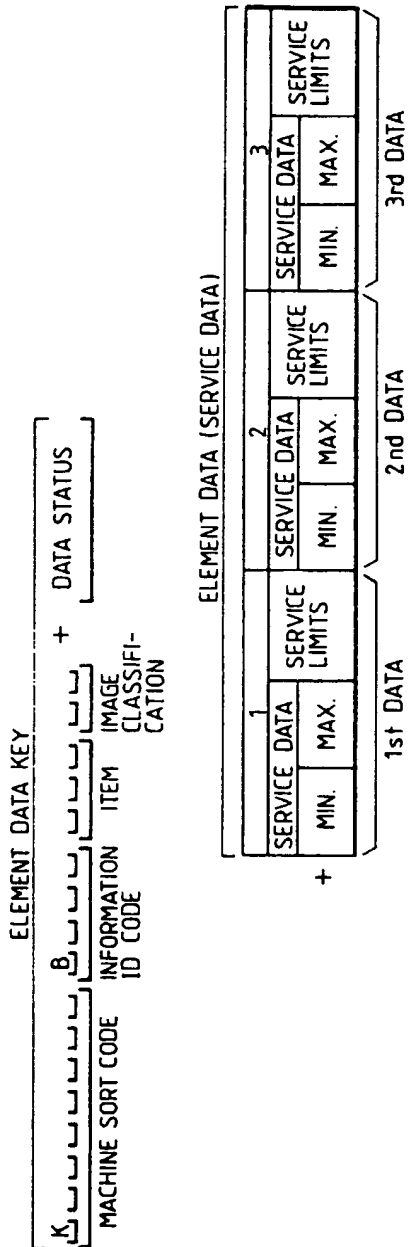 ELEMENT DATA KEY
K
B
MACHINE SORT CODE
INFORMATION
ID CODE
ITEM
IMAGE
CLASSIFI-
CATION
+
DATA STATUS
ELEMENT DATA (SERVICE DATA)
+
1
SERVICE DATA
MIN.
MAX.
SERVICE
LIMITS
2
SERVICE DATA
MIN.
MAX.
SERVICE
LIMITS
3
SERVICE DATA
MIN.
MAX.
SERVICE
LIMITS
1st DATA
2nd DATA
3rd DATA